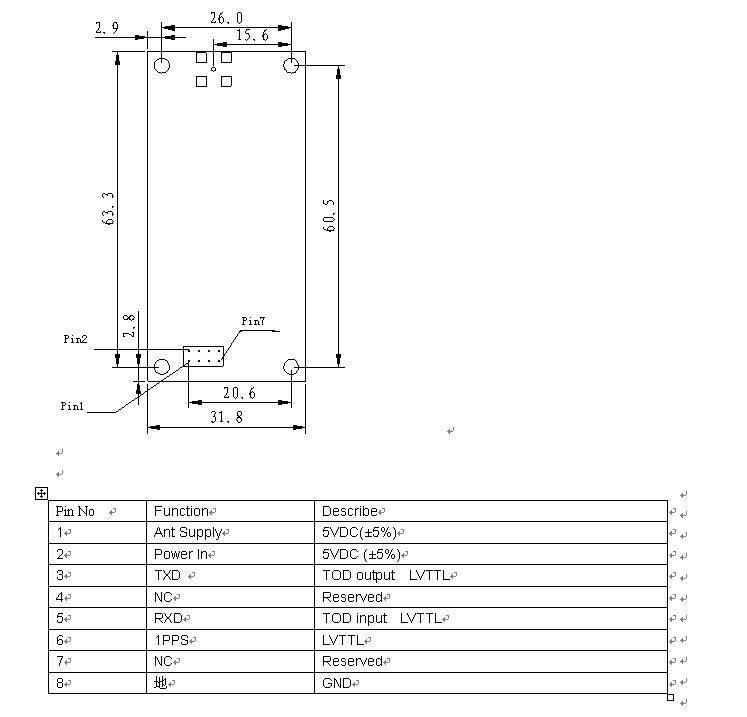 26.0
2.9
15.6
63.3
60.5
2.8
Pin7
Pin2
20.6
Pin1
31.8
Pin No Function Describe
1 Ant Supply 5VDC(±5%)
2 Power In 5VDC (±5%)
3 TXD TOD output LVTTL
4 NC Reserved
5 RXD TOD input LVTTL
6 1PPS LVTTL
7 NC Reserved
8 地 GND